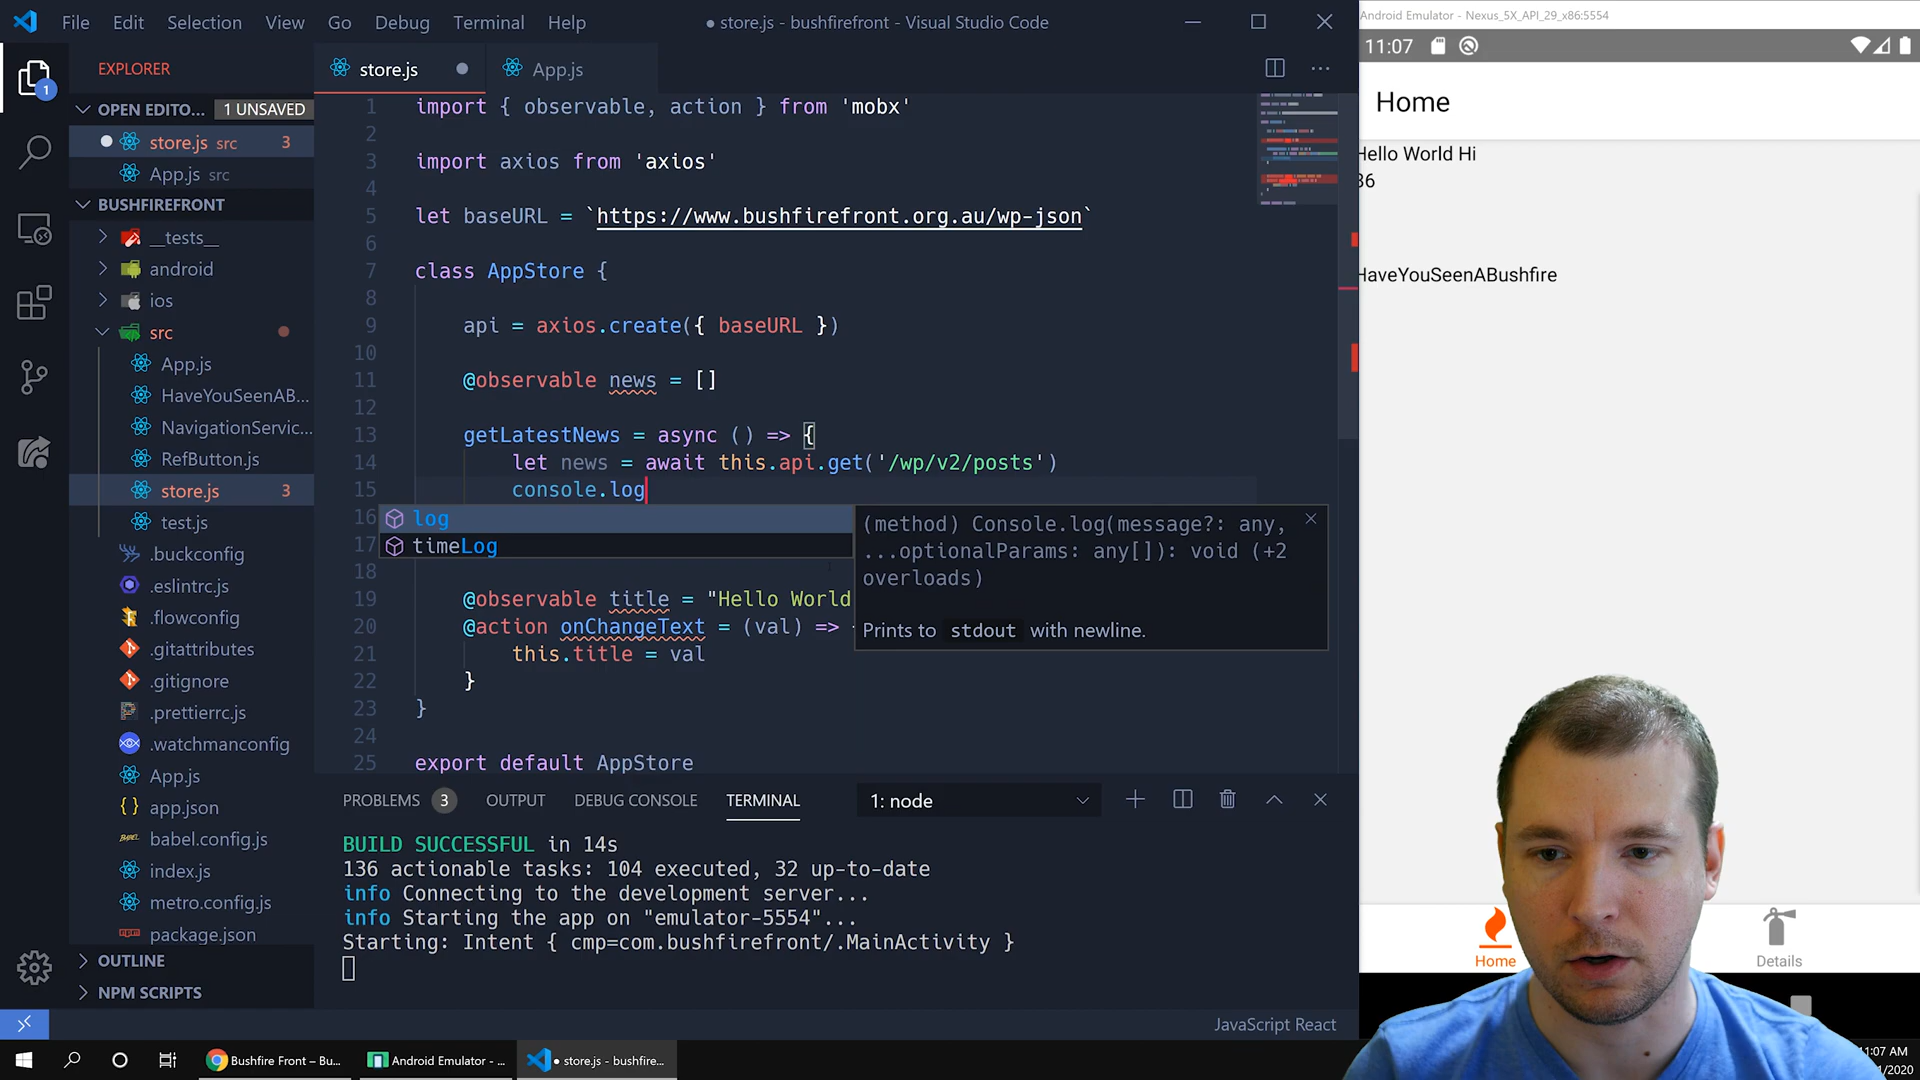 File Edit Selection View Go Debug Terminal Help
● store.js - bushfirefront - Visual Studio Code
Android Emulator - Nexus_5X_API_29_x86:5554
11:07
Home
Hello World Hi
36
HaveYouSeenABushfire
Home
Details
1
EXPLORER
OPEN EDITO... 1 UNSAVED
store.js src 3
App.js src
BUSHFIREFRONT
__tests__
android
ios
src
App.js
HaveYouSeenAB...
NavigationServic...
RefButton.js
store.js 3
test.js
.buckconfig
.eslintrc.js
.flowconfig
.gitattributes
.gitignore
.prettierrc.js
.watchmanconfig
App.js
app.json
babel.config.js
index.js
metro.config.js
package.json
OUTLINE
NPM SCRIPTS
store.js
App.js
1 import { observable, action } from 'mobx'
2
3 import axios from 'axios'
4
5 let baseURL = `https://www.bushfirefront.org.au/wp-json`
6
7 class AppStore {
8
9 api = axios.create({ baseURL })
10
11 @observable news = []
12
13 getLatestNews = async () => {
14 let news = await this.api.get('/wp/v2/posts')
15 console.log
16
17
18
19 @observable title = "Hello World
20 @action onChangeText = (val) =>
21 this.title = val
22 }
23 }
24
25 export default AppStore
log
timeLog
(method) Console.log(message?: any,
...optionalParams: any[]): void (+2
overloads)
Prints to stdout with newline.
PROBLEMS 3 OUTPUT DEBUG CONSOLE TERMINAL 1: node
BUILD SUCCESSFUL in 14s
136 actionable tasks: 104 executed, 32 up-to-date
info Connecting to the development server...
info Starting the app on "emulator-5554"...
Starting: Intent { cmp=com.bushfirefront/.MainActivity }
JavaScript React
Bushfire Front – Bu...
Android Emulator - ...
● store.js - bushfire...
11:07 AM
/2020